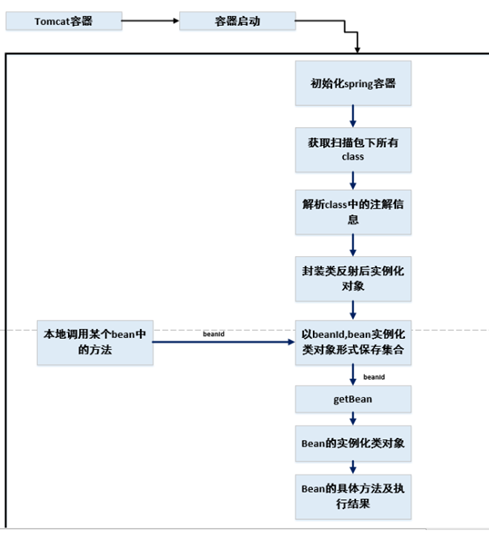 Tomcat容器
容器启动
初始化spring容器
获取扫描包下所有
class
解析class中的注解信
息
封装类反射后实例化
对象
本地调用某个bean中
的方法
beanId
以beanId,bean实例化
类对象形式保存集合
beanId
getBean
Bean的实例化类对象
Bean的具体方法及执
行结果